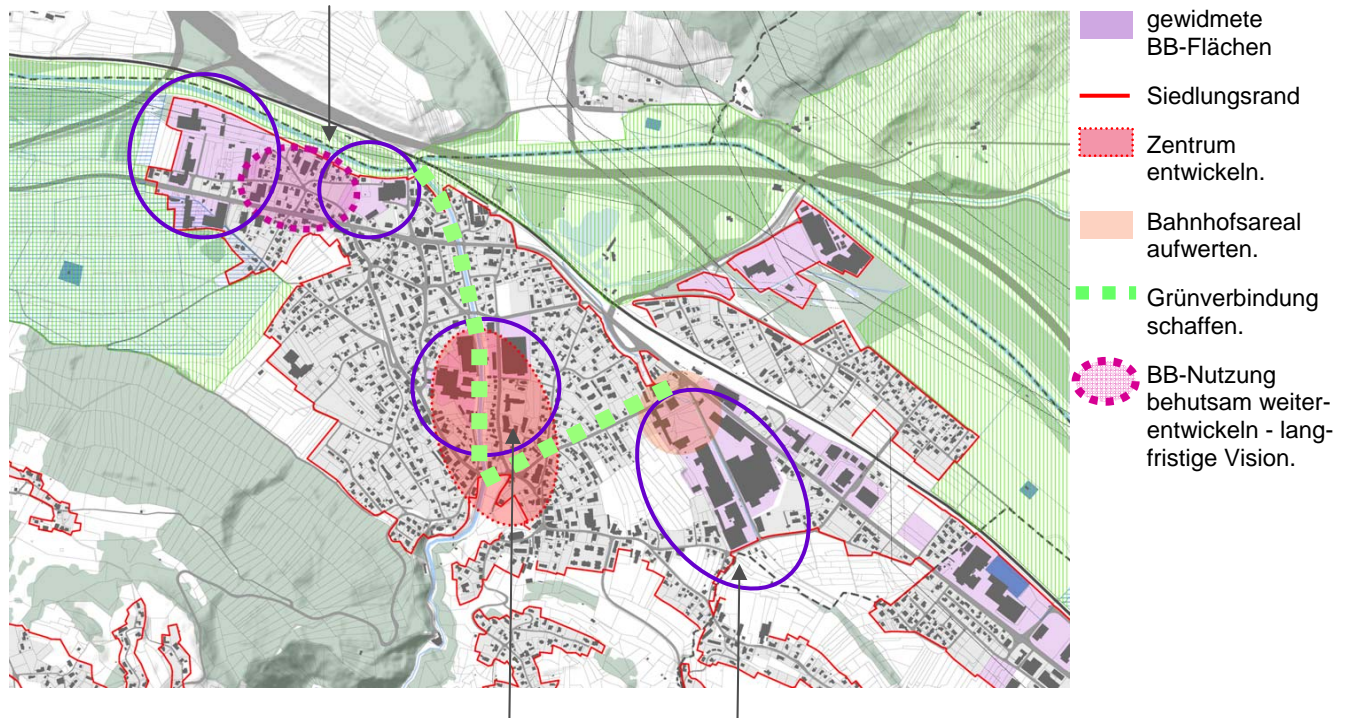 gewidmete
BB-Flächen
Siedlungsrand
Zentrum
entwickeln.
Bahnhofsareal
aufwerten.
Grünverbindung
schaffen.
BB-Nutzung
behutsam weiter-
entwickeln - lang-
fristige Vision.